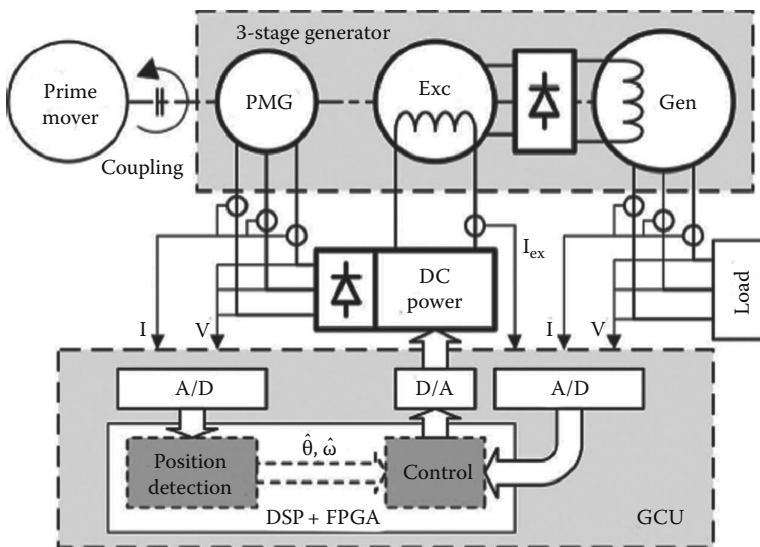 3-stage generator
Prime
mover
PMG
Exc
Gen
Coupling
DC
power
I_ex
Load
I
V
I
V
A/D
D/A
A/D
Position
detection
θ̂, ω̂
Control
DSP + FPGA
GCU